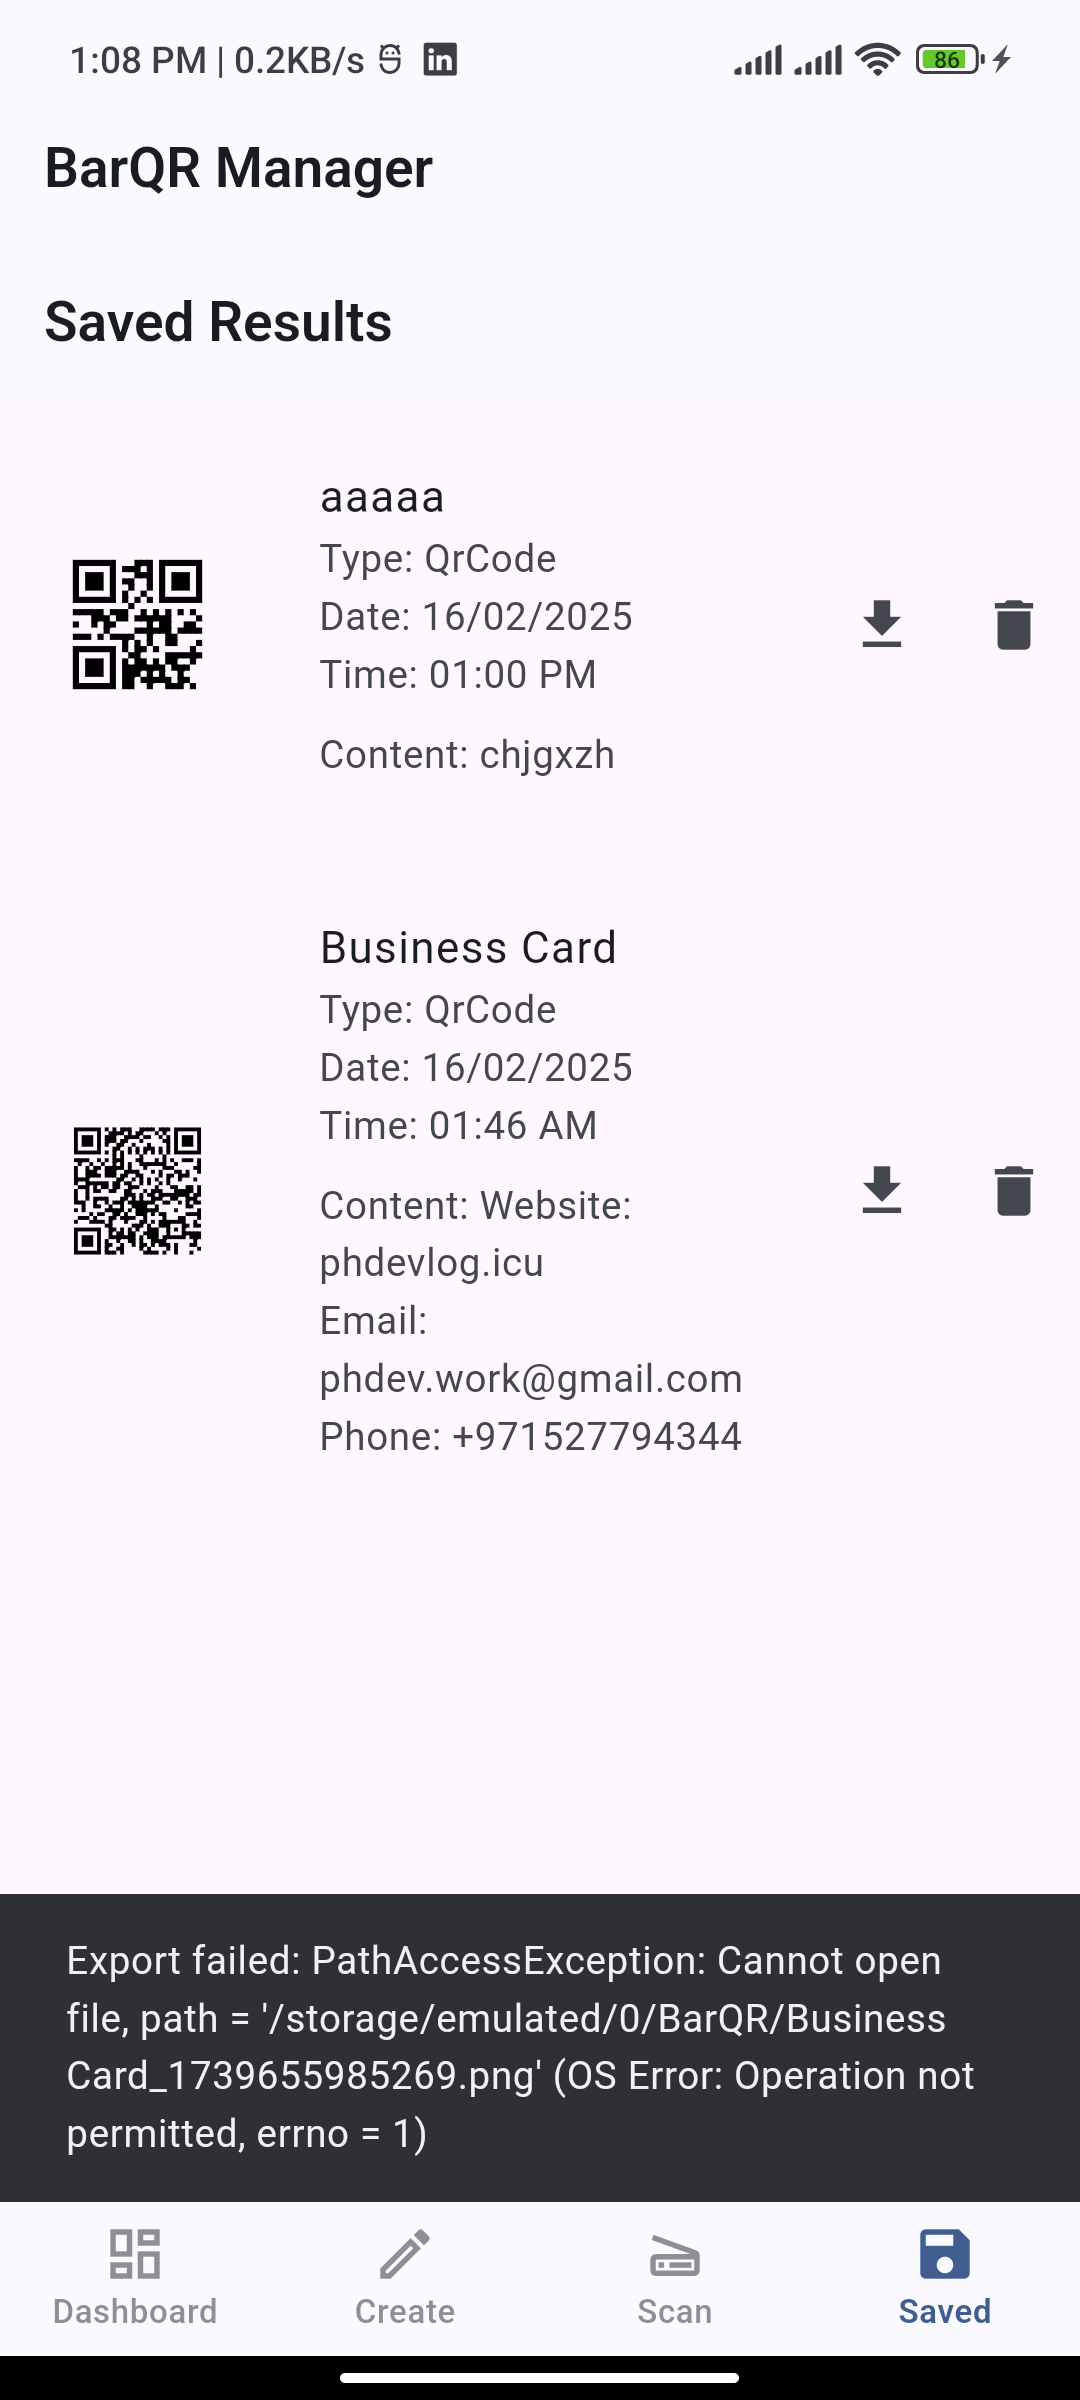 1:08 PM | 0.2KB/s in 86
BarQR Manager
Saved Results
aaaaa
Type: QrCode
Date: 16/02/2025
Time: 01:00 PM
Content: chjgxzh
Business Card
Type: QrCode
Date: 16/02/2025
Time: 01:46 AM
Content: Website:
phdevlog.icu
Email:
phdev.work@gmail.com
Phone: +971527794344
Export failed: PathAccessException: Cannot open
file, path = '/storage/emulated/0/BarQR/Business
Card_1739655985269.png' (OS Error: Operation not
permitted, errno = 1)
Dashboard Create Scan Saved